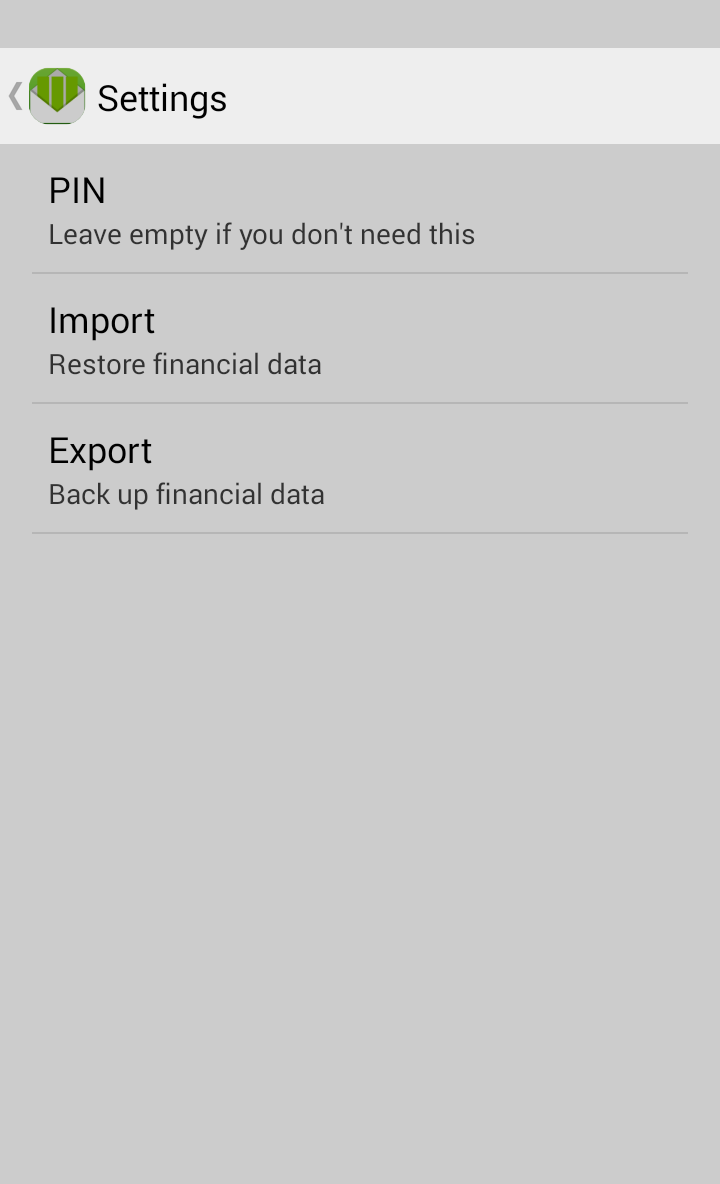 Settings
PIN
Leave empty if you don't need this
Import
Restore financial data
Export
Back up financial data